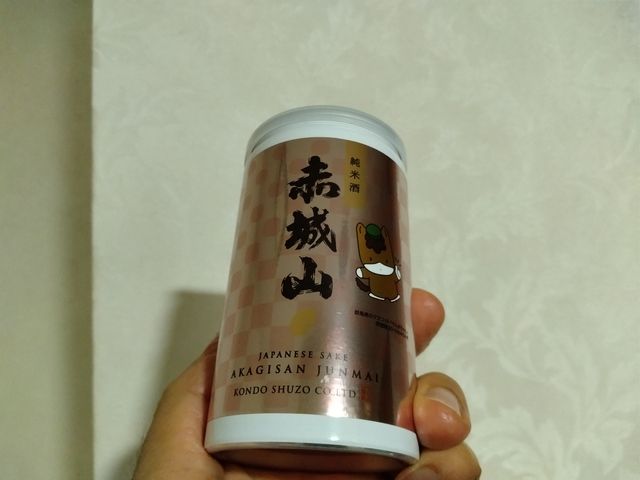 純米酒
赤城山
JAPANESE SAKE
AKAGISAN JUNMAI
KONDO SHUZO CO.LTD